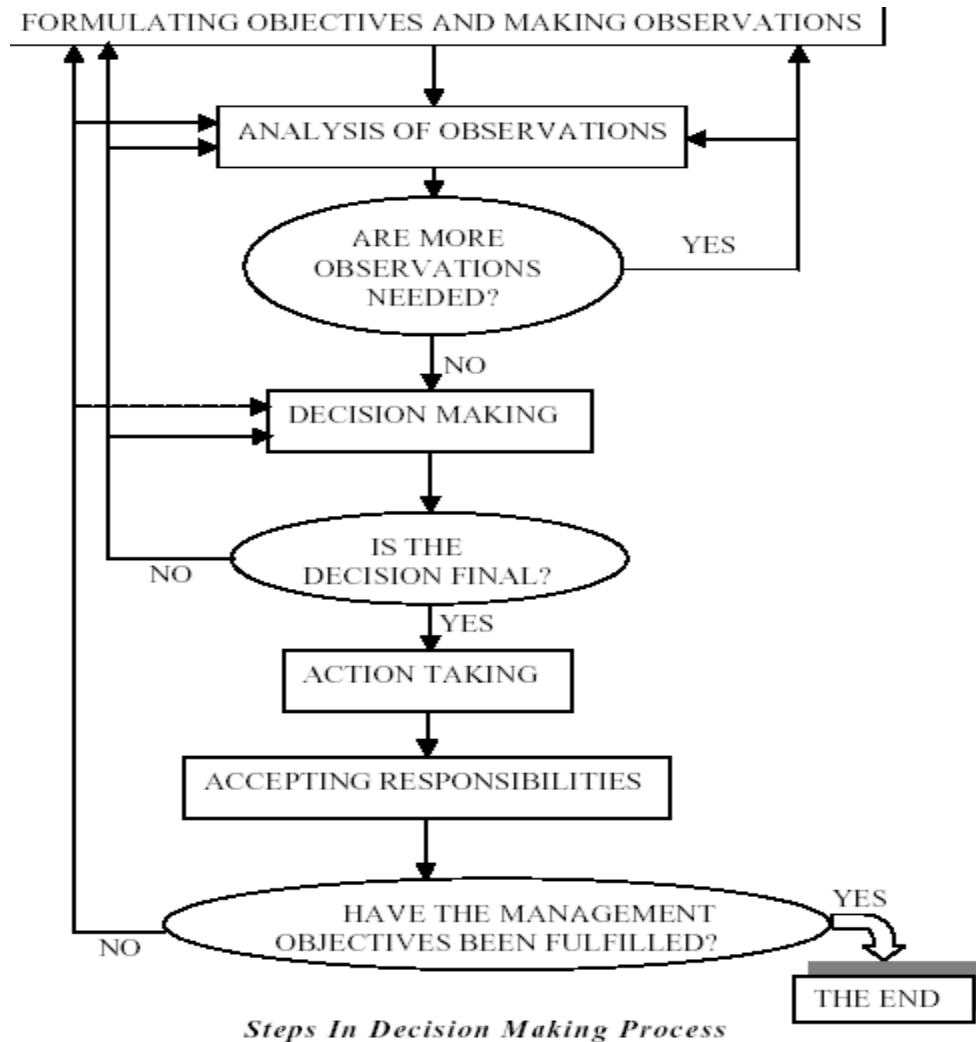 FORMULATING OBJECTIVES AND MAKING OBSERVATIONS
ANALYSIS OF OBSERVATIONS
ARE MORE
OBSERVATIONS
NEEDED?
YES
NO
DECISION MAKING
IS THE
DECISION FINAL?
NO
YES
ACTION TAKING
ACCEPTING RESPONSIBILITIES
HAVE THE MANAGEMENT
OBJECTIVES BEEN FULFILLED?
YES
NO
THE END
Steps In Decision Making Process